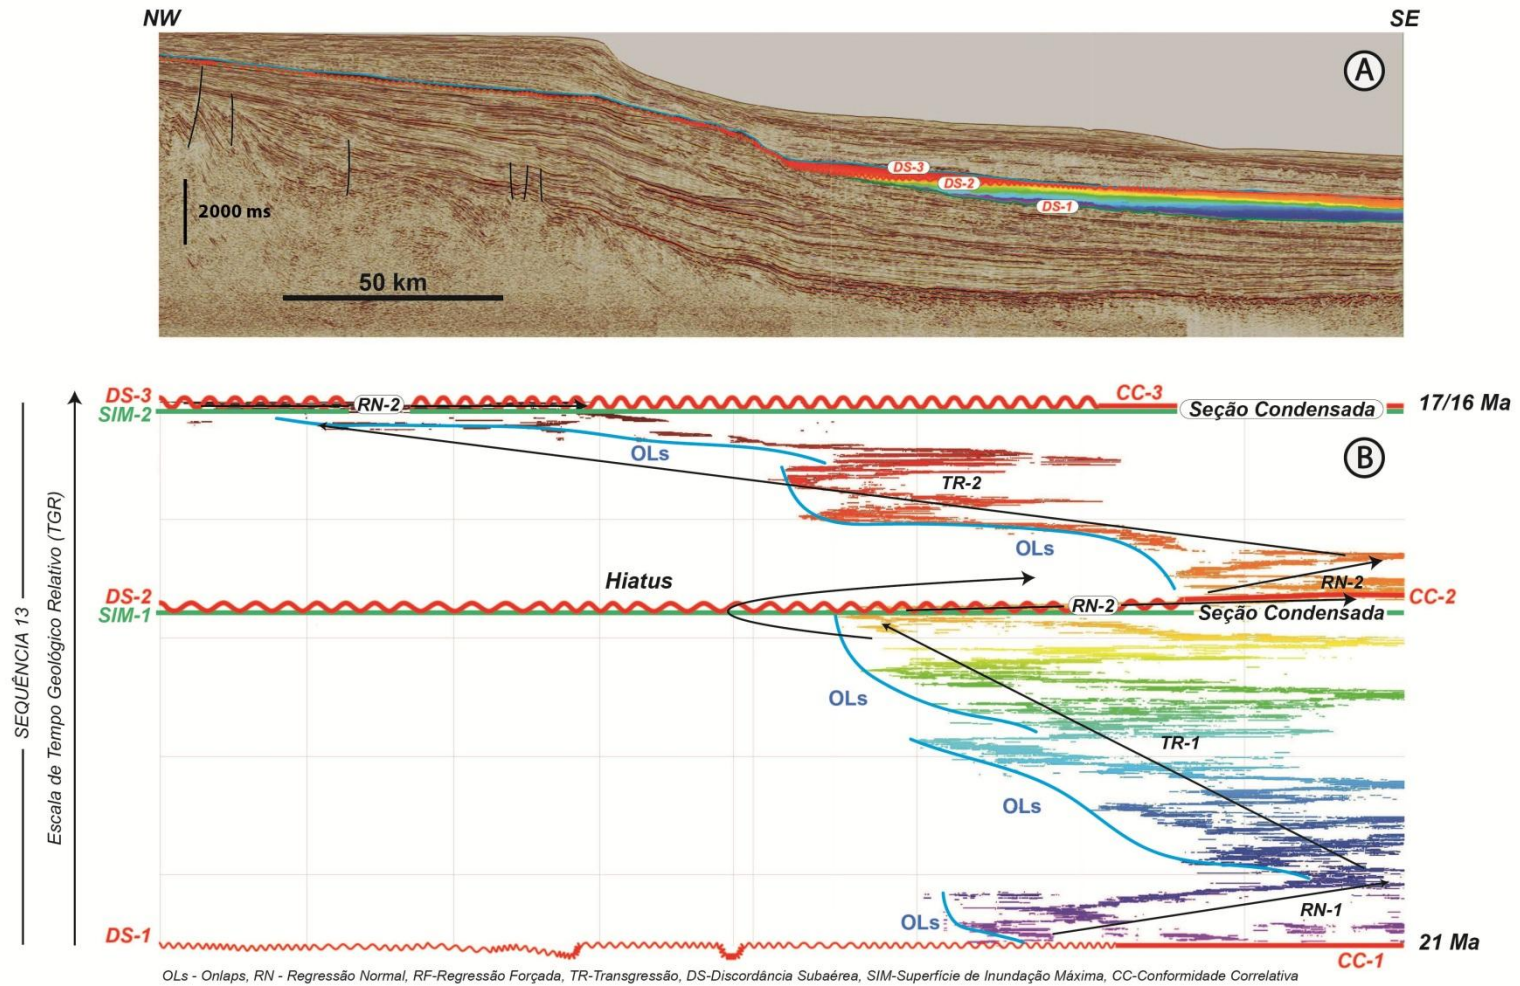 NW
SE
A
DS-3
DS-2
DS-1
2000 ms
50 km
DS-3
SIM-2
RN-2
CC-3
Seção Condensada
17/16 Ma
B
OLs
TR-2
OLs
Hiatus
RN-2
DS-2
SIM-1
RN-2
CC-2
Seção Condensada
OLs
TR-1
OLs
OLs
RN-1
DS-1
21 Ma
CC-1
SEQUÊNCIA 13
Escala de Tempo Geológico Relativo (TGR)
OLs - Onlaps, RN - Regressão Normal, RF-Regressão Forçada, TR-Transgressão, DS-Discordância Subaérea, SIM-Superfície de Inundação Máxima, CC-Conformidade Correlativa